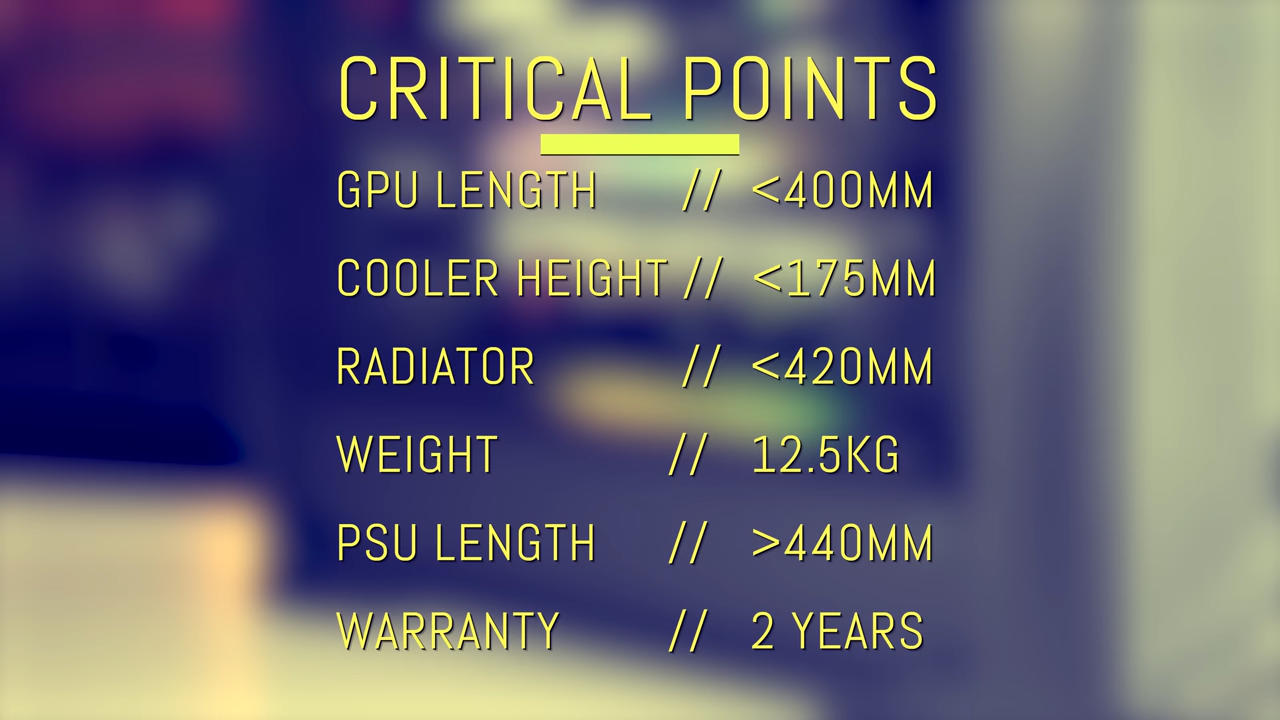 CRITICAL POINTS
GPU LENGTH // <400MM
COOLER HEIGHT // <175MM
RADIATOR // <420MM
WEIGHT // 12.5KG
PSU LENGTH // >440MM
WARRANTY // 2 YEARS